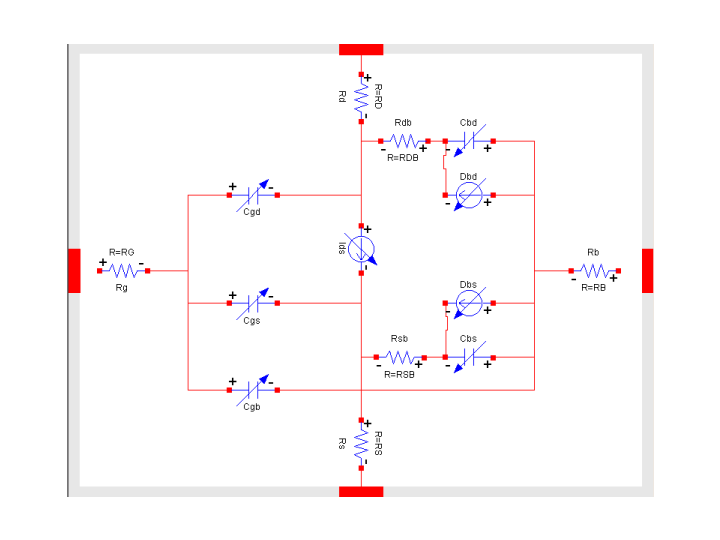 Rd
R=RD
Rdb
R=RDB
Cbd
Dbd
Cgd
Ids
R=RG
Rg
Rb
R=RB
Cgs
Dbs
Rsb
R=RSB
Cbs
Cgb
Rs
R=RS